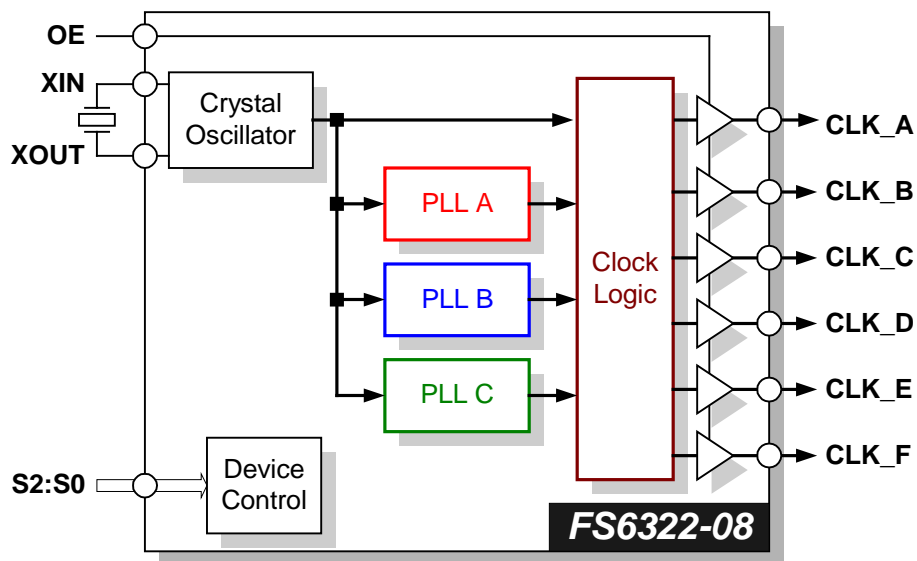 OE
XIN
XOUT
Crystal
Oscillator
PLL A
PLL B
PLL C
Clock
Logic
CLK_A
CLK_B
CLK_C
CLK_D
CLK_E
CLK_F
S2:S0
Device
Control
FS6322-08